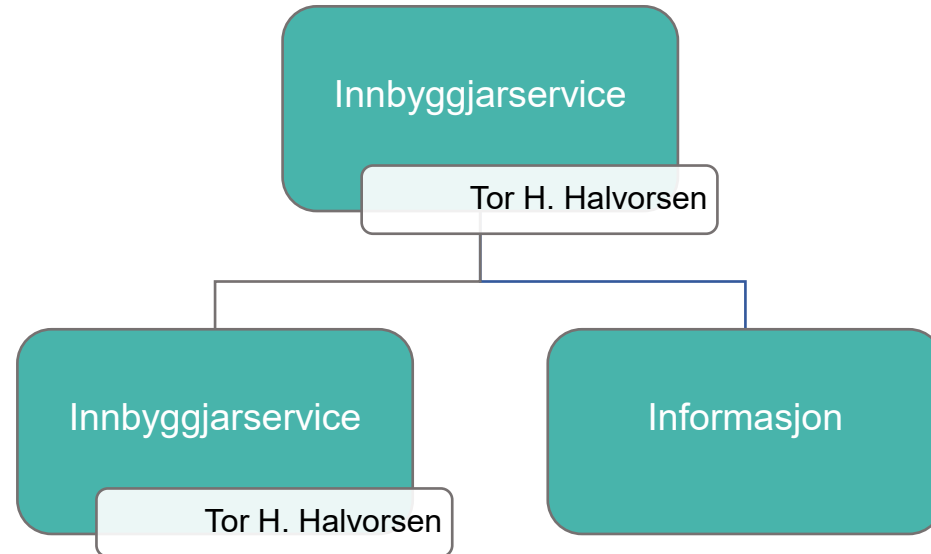 Innbyggjarservice
Tor H. Halvorsen
Innbyggjarservice
Tor H. Halvorsen
Informasjon